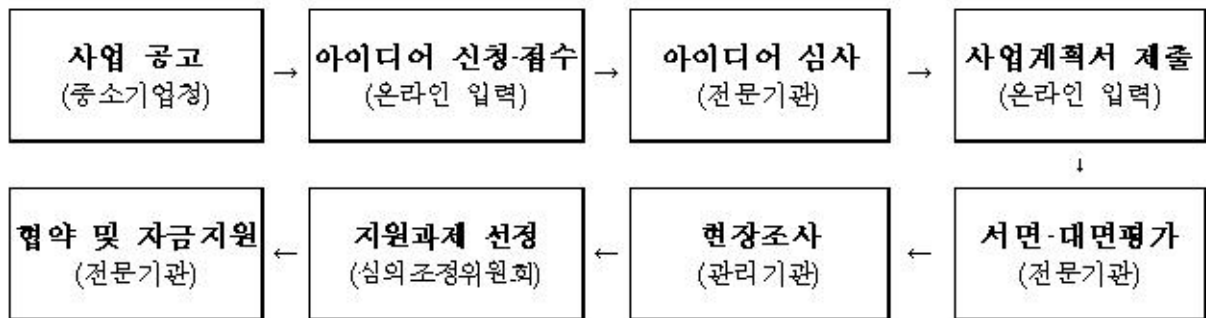 사업 공고
(중소기업청)
→
아이디어 신청·접수
(온라인 입력)
→
아이디어 심사
(전문기관)
→
사업계획서 제출
(온라인 입력)
↓
서면·대면평가
(전문기관)
←
현장조사
(관리기관)
←
지원과제 선정
(심의조정위원회)
←
협약 및 자금지원
(전문기관)